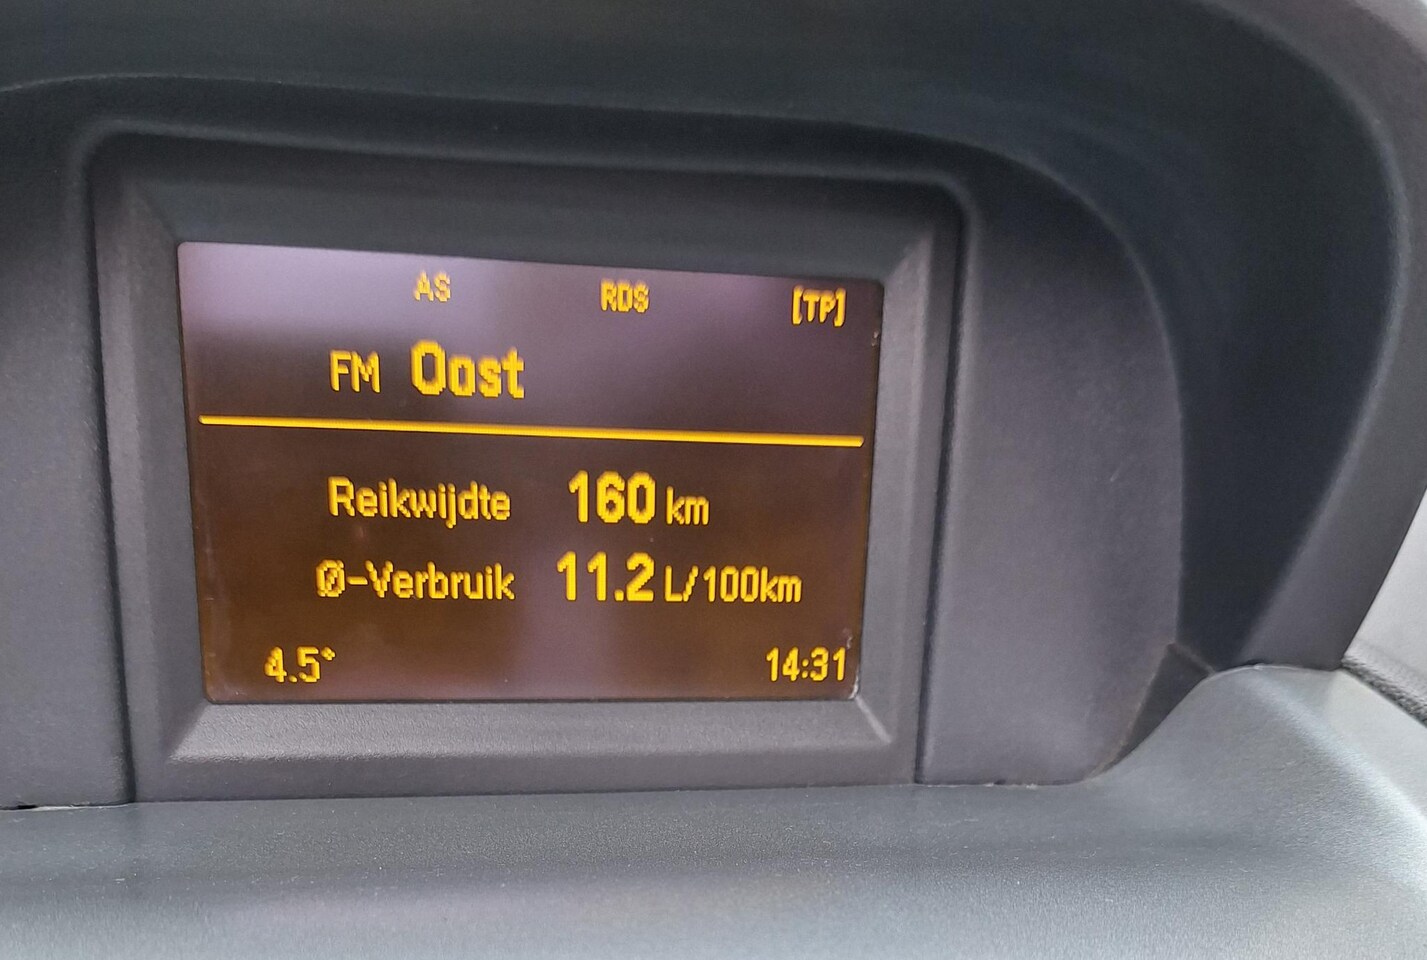 AS RDS [TP]
FM Oost
Reikwijdte 160 km
Ø-Verbruik 11.2 L/100km
4.5° 14:31